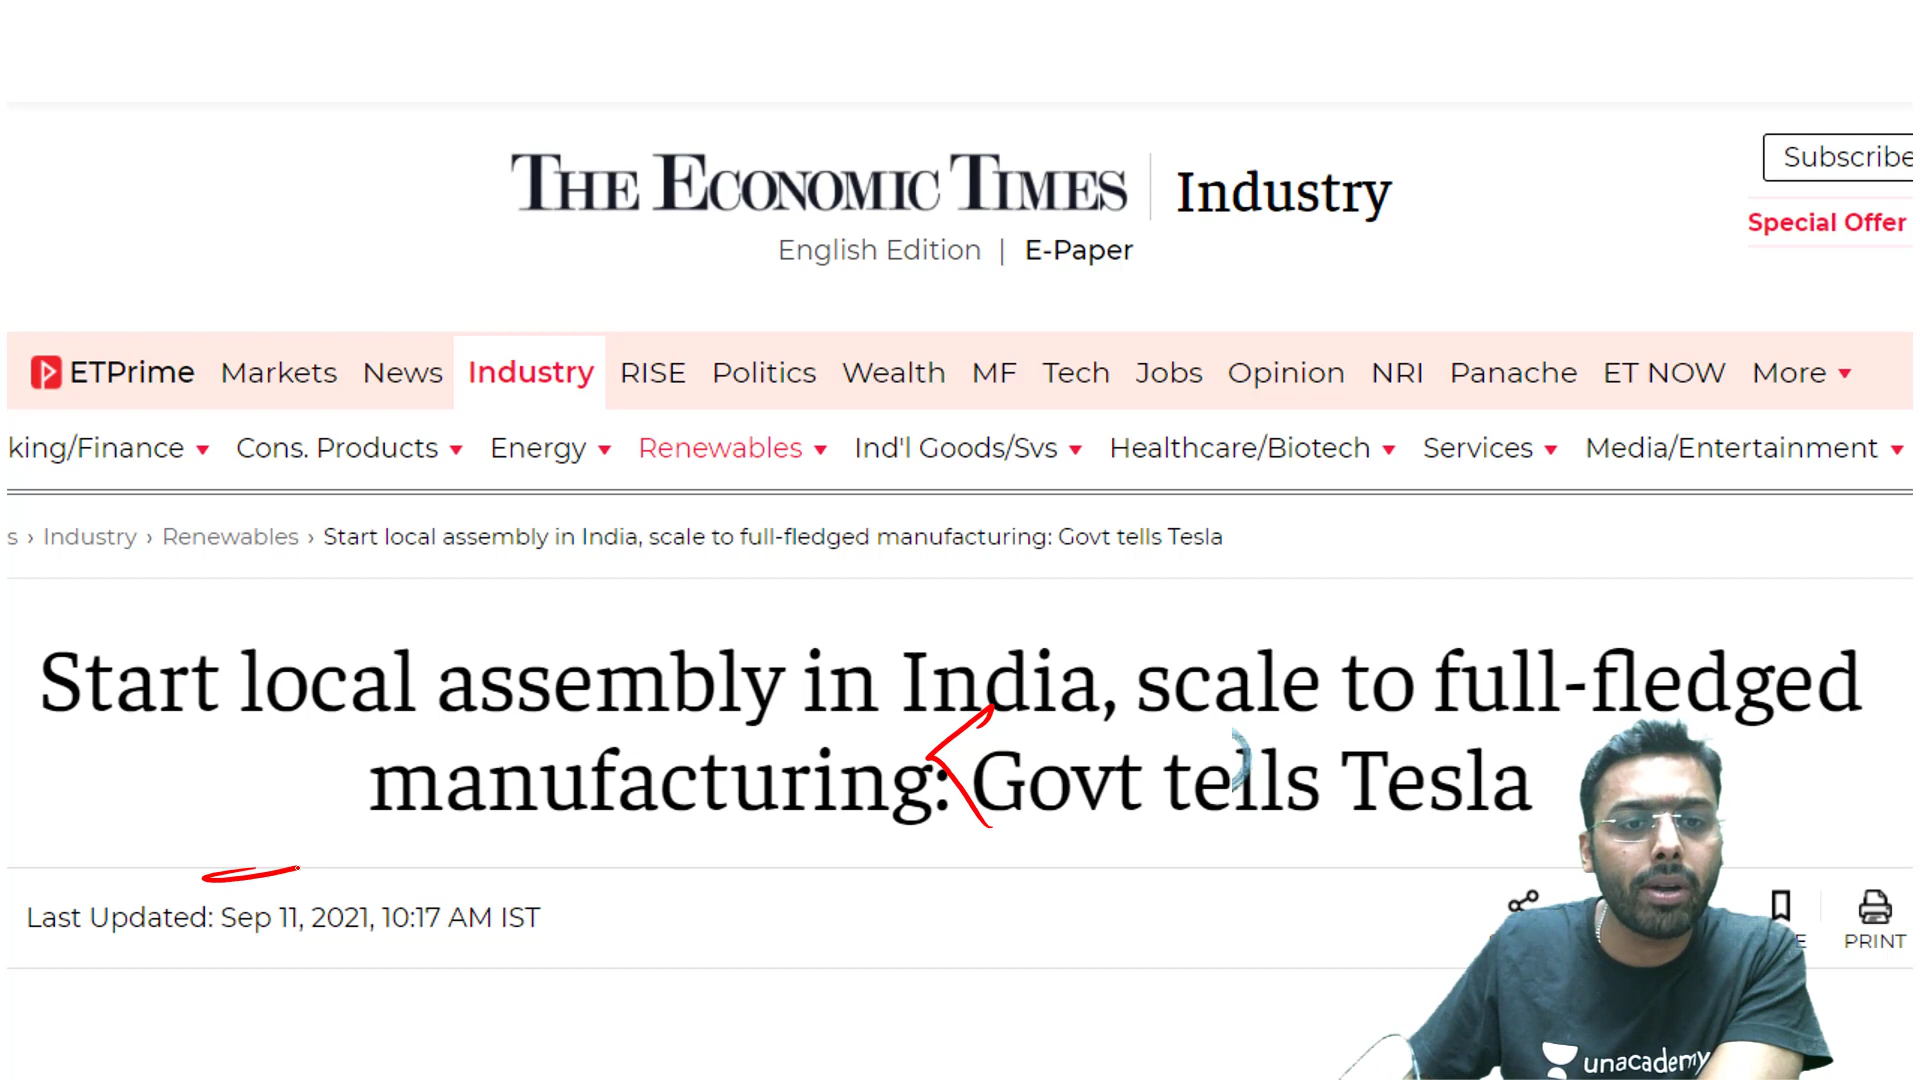 THE ECONOMIC TIMES
Industry
Subscribe
Special Offer
English Edition | E-Paper
ETPrime Markets News Industry RISE Politics Wealth MF Tech Jobs Opinion NRI Panache ET NOW More
king/Finance Cons. Products Energy Renewables Ind'l Goods/Svs Healthcare/Biotech Services Media/Entertainment
s › Industry › Renewables › Start local assembly in India, scale to full-fledged manufacturing: Govt tells Tesla
Start local assembly in India, scale to full-fledged
manufacturing: Govt tells Tesla
Last Updated: Sep 11, 2021, 10:17 AM IST
PRINT
unacademy